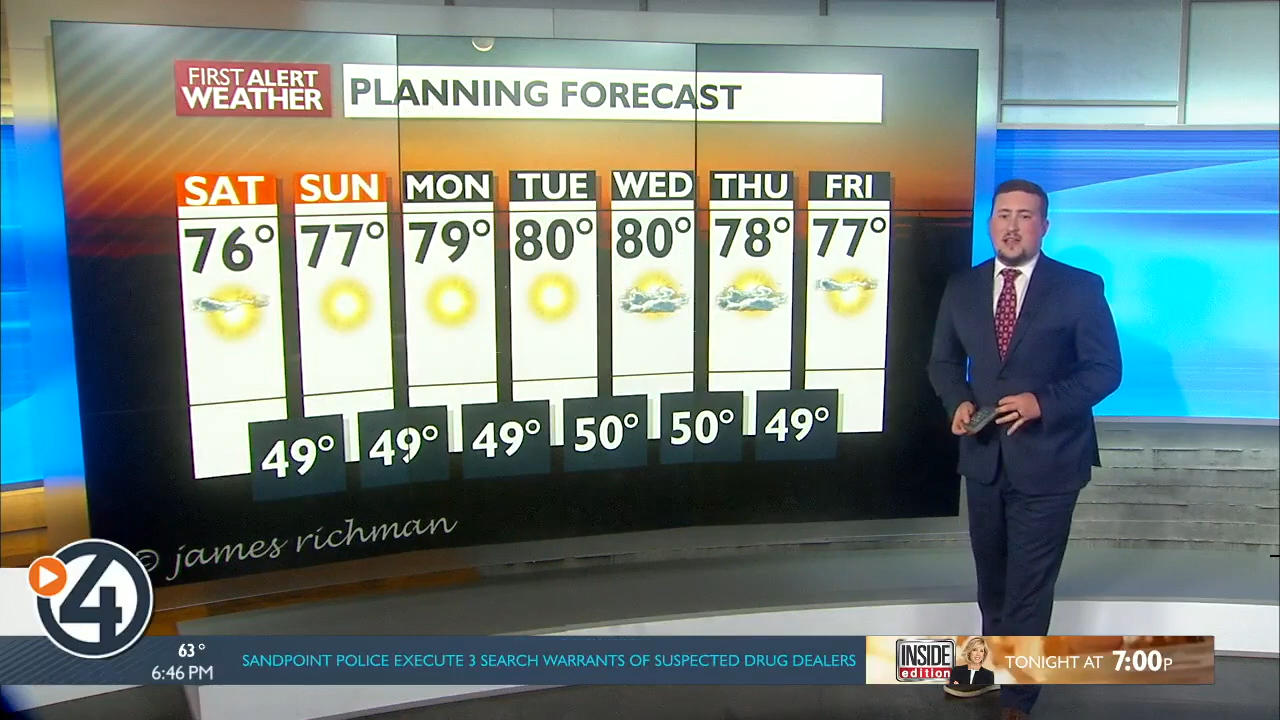 FIRST ALERT
WEATHER
PLANNING FORECAST
SAT SUN MON TUE WED THU FRI
76° 77° 79° 80° 80° 78° 77°
49° 49° 49° 50° 50° 49°
© james richman
4
63°
6:46 PM
SANDPOINT POLICE EXECUTE 3 SEARCH WARRANTS OF SUSPECTED DRUG DEALERS
INSIDE
edition
TONIGHT AT 7:00P